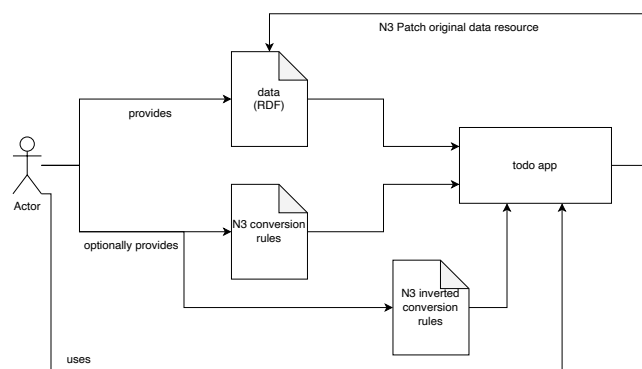 N3 Patch original data resource
data
(RDF)
provides
todo app
Actor
N3 conversion
rules
optionally provides
N3 inverted
conversion
rules
uses